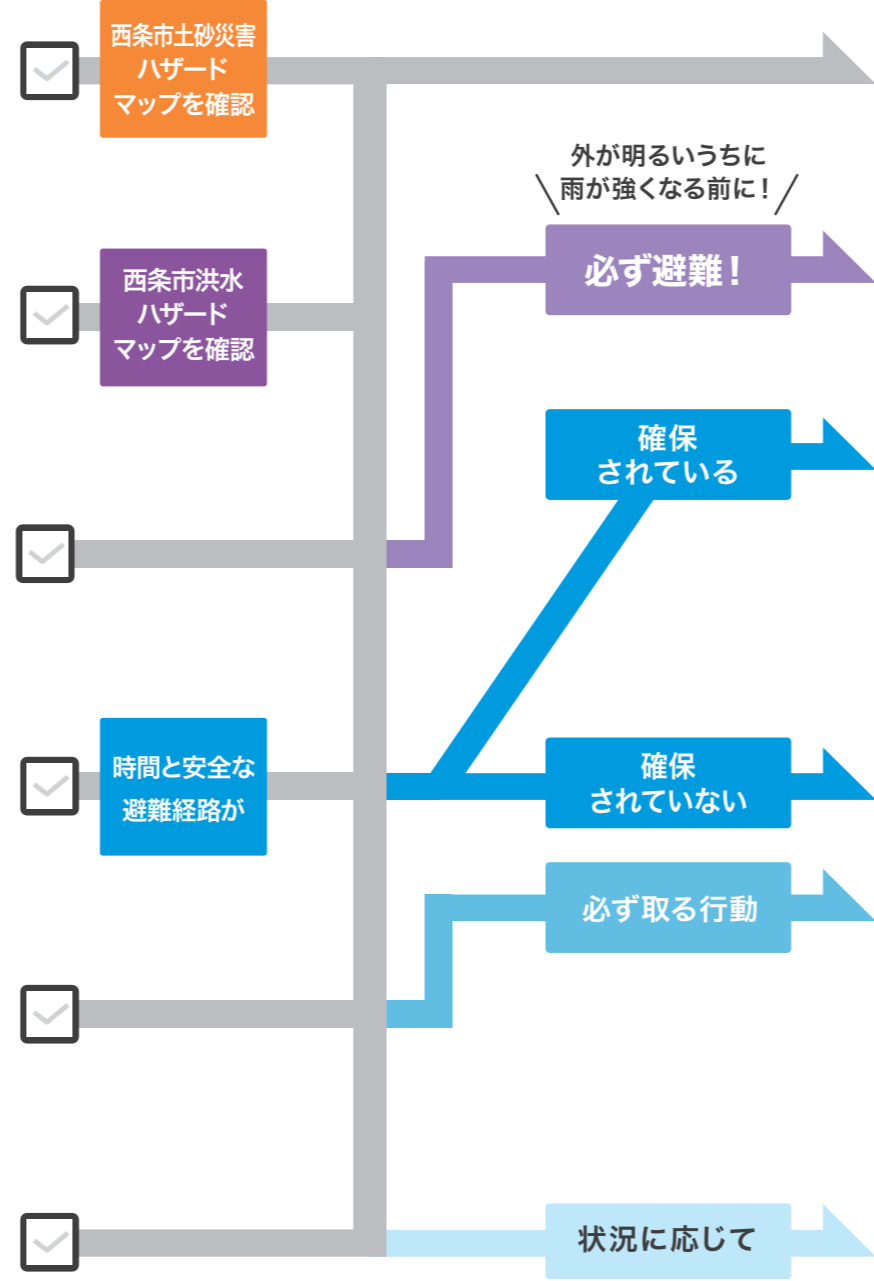 西条市土砂災害
ハザード
マップを確認
外が明るいうちに
雨が強くなる前に！
必ず避難！
西条市洪水
ハザード
マップを確認
確保
されている
時間と安全な
避難経路が
確保
されていない
必ず取る行動
状況に応じて